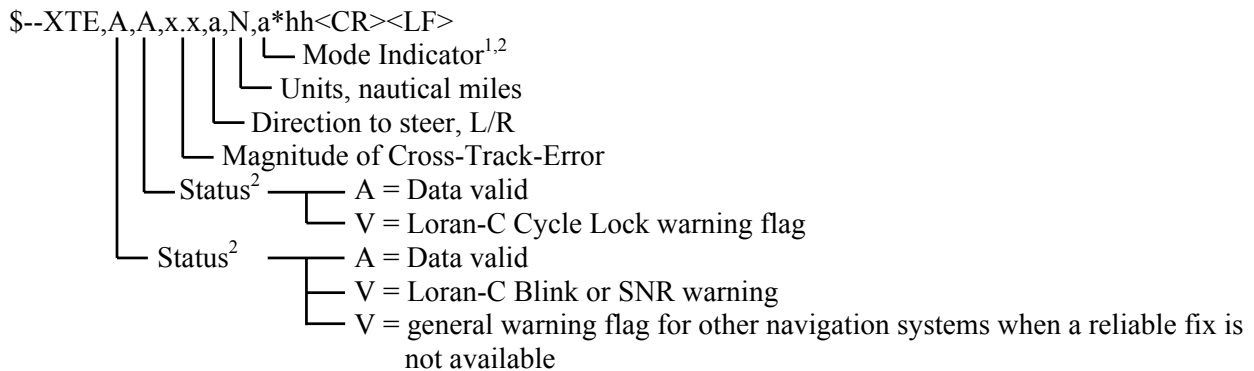 $--XTE,A,A,x.x,a,N,a*hh<CR><LF>
Mode Indicator1,2
Units, nautical miles
Direction to steer, L/R
Magnitude of Cross-Track-Error
Status2 A = Data valid
V = Loran-C Cycle Lock warning flag
Status2 A = Data valid
V = Loran-C Blink or SNR warning
V = general warning flag for other navigation systems when a reliable fix is
not available